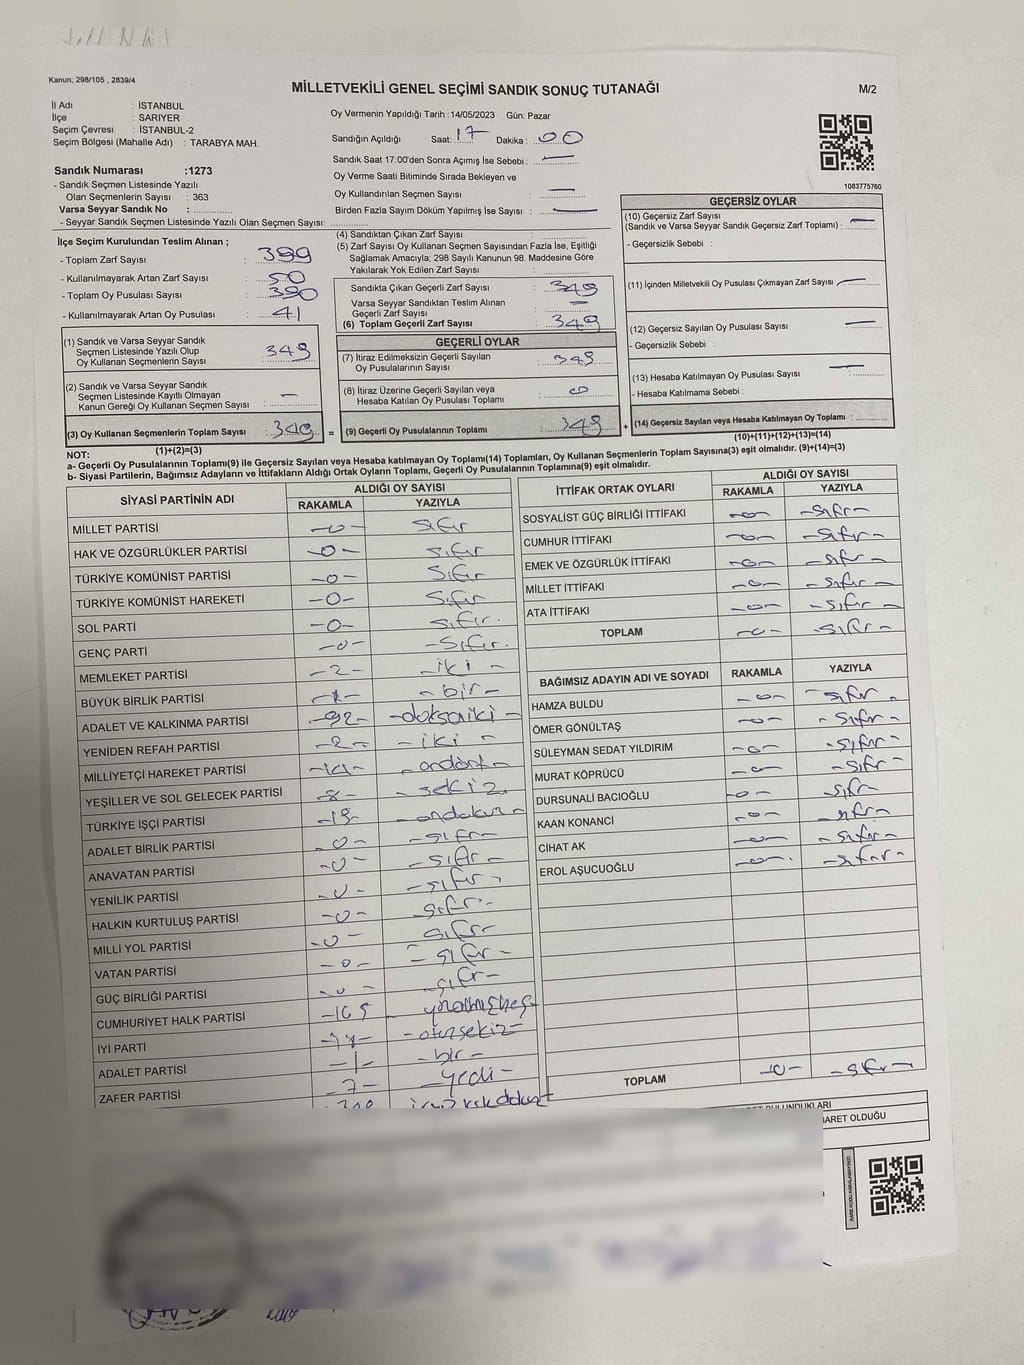 Kanun; 298/105 , 2839/4
MİLLETVEKİLİ GENEL SEÇİMİ SANDIK SONUÇ TUTANAĞI
M/2
İl Adı : İSTANBUL
İlçe : SARIYER
Seçim Çevresi : İSTANBUL-2
Seçim Bölgesi (Mahalle Adı) : TARABYA MAH.
Sandık Numarası :1273
- Sandık Seçmen Listesinde Yazılı
Olan Seçmenlerin Sayısı : 363
Varsa Seyyar Sandık No :
- Seyyar Sandık Seçmen Listesinde Yazılı Olan Seçmen Sayısı:
Oy Vermenin Yapıldığı Tarih :14/05/2023 Gün: Pazar
Sandığın Açıldığı Saat: 17 Dakika : 00
Sandık Saat 17:00'den Sonra Açımış İse Sebebi : —
Oy Verme Saati Bitiminde Sırada Bekleyen ve
Oy Kullandırılan Seçmen Sayısı —
Birden Fazla Sayım Döküm Yapılmış İse Sayısı : —
1083775760
İlçe Seçim Kurulundan Teslim Alınan ;
- Toplam Zarf Sayısı : 399
- Kullanılmayarak Artan Zarf Sayısı : 50
- Toplam Oy Pusulası Sayısı : 390
- Kullanılmayarak Artan Oy Pusulası : 41
(1) Sandık ve Varsa Seyyar Sandık
Seçmen Listesinde Yazılı Olup
Oy Kullanan Seçmenlerin Sayısı : 349
(2) Sandık ve Varsa Seyyar Sandık
Seçmen Listesinde Kayıtlı Olmayan
Kanun Gereği Oy Kullanan Seçmen Sayısı : —
(3) Oy Kullanan Seçmenlerin Toplam Sayısı : 349
(1)+(2)=(3)
(4) Sandıktan Çıkan Zarf Sayısı :
(5) Zarf Sayısı Oy Kullanan Seçmen Sayısından Fazla İse, Eşitliği
Sağlamak Amacıyla; 298 Sayılı Kanunun 98. Maddesine Göre
Yakılarak Yok Edilen Zarf Sayısı :
Sandıkta Çıkan Geçerli Zarf Sayısı : 349
Varsa Seyyar Sandıktan Teslim Alınan
Geçerli Zarf Sayısı : —
(6) Toplam Geçerli Zarf Sayısı : 349
GEÇERLİ OYLAR
(7) İtiraz Edilmeksizin Geçerli Sayılan
Oy Pusulalarının Sayısı : 349
(8) İtiraz Üzerine Geçerli Sayılan veya
Hesaba Katılan Oy Pusulası Toplamı : 0
= (9) Geçerli Oy Pusulalarının Toplamı : 349 +
GEÇERSİZ OYLAR
(10) Geçersiz Zarf Sayısı
(Sandık ve Varsa Seyyar Sandık Geçersiz Zarf Toplamı) : —
- Geçersizlik Sebebi :
(11) İçinden Milletvekili Oy Pusulası Çıkmayan Zarf Sayısı —
(12) Geçersiz Sayılan Oy Pusulası Sayısı : —
- Geçersizlik Sebebi :
(13) Hesaba Katılmayan Oy Pusulası Sayısı : —
- Hesaba Katılmama Sebebi :
(14) Geçersiz Sayılan veya Hesaba Katılmayan Oy Toplamı :
(10)+(11)+(12)+(13)=(14)
NOT:
a- Geçerli Oy Pusulalarının Toplamı(9) ile Geçersiz Sayılan veya Hesaba Katılmayan Oy Toplamı(14) Toplamları, Oy Kullanan Seçmenlerin Toplam Sayısına(3) eşit olmalıdır. (9)+(14)=(3)
b- Siyasi Partilerin, Bağımsız Adayların ve İttifakların Aldığı Ortak Oyların Toplamı, Geçerli Oy Pusulalarının Toplamına(9) eşit olmalıdır.
SİYASİ PARTİNİN ADI ALDIĞI OY SAYISI
RAKAMLA YAZIYLA
MİLLET PARTİSİ -0- sıfır
HAK VE ÖZGÜRLÜKLER PARTİSİ -0- sıfır
TÜRKİYE KOMÜNİST PARTİSİ -0- sıfır
TÜRKİYE KOMÜNİST HAREKETİ -0- sıfır
SOL PARTİ -0- sıfır.
GENÇ PARTİ -0- -sıfır.
MEMLEKET PARTİSİ -2- -iki-
BÜYÜK BİRLİK PARTİSİ -1- -bir-
ADALET VE KALKINMA PARTİSİ -92- -doksaniki-
YENİDEN REFAH PARTİSİ -2- -iki-
MİLLİYETÇİ HAREKET PARTİSİ -14- -ondört-
YEŞİLLER VE SOL GELECEK PARTİSİ -8- -sekiz.
TÜRKİYE İŞÇİ PARTİSİ -19- -ondokuz-
ADALET BİRLİK PARTİSİ -0- -sıfır-
ANAVATAN PARTİSİ -0- -sıfır-
YENİLİK PARTİSİ -0- -sıfır-
HALKIN KURTULUŞ PARTİSİ -0- sıfır-
MİLLİ YOL PARTİSİ -0- sıfır-
VATAN PARTİSİ -0- -sıfır-
GÜÇ BİRLİĞİ PARTİSİ -0- sıfır-
CUMHURİYET HALK PARTİSİ -165 yüzaltmışbeş
İYİ PARTİ -otuzsekiz-
ADALET PARTİSİ -1- -bir-
ZAFER PARTİSİ -7- -yedi-
İTTİFAK ORTAK OYLARI ALDIĞI OY SAYISI
RAKAMLA YAZIYLA
SOSYALİST GÜÇ BİRLİĞİ İTTİFAKI -0- -sıfır-
CUMHUR İTTİFAKI -0- -sıfır-
EMEK VE ÖZGÜRLÜK İTTİFAKI -0- -sıfır-
MİLLET İTTİFAKI -0- -sıfır-
ATA İTTİFAKI -0- -sıfır-
TOPLAM -0- -sıfır-
BAĞIMSIZ ADAYIN ADI VE SOYADI RAKAMLA YAZIYLA
HAMZA BULDU -0- -sıfır-
ÖMER GÖNÜLTAŞ -0- -sıfır-
SÜLEYMAN SEDAT YILDIRIM -0- -sıfır-
MURAT KÖPRÜCÜ -0- -sıfır-
DURSUNALİ BACIOĞLU -0- -sıfır-
KAAN KONANCİ -0- -sıfır-
CİHAT AK -0- -sıfır-
EROL AŞUCUOĞLU -0- -sıfır-
TOPLAM -0- -sıfır-